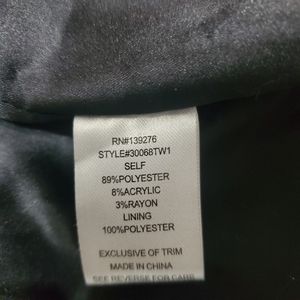 RN#139276
STYLE#30068TW1
SELF
89%POLYESTER
8%ACRYLIC
3%RAYON
LINING
100%POLYESTER
EXCLUSIVE OF TRIM
MADE IN CHINA
SEE REVERSE FOR CARE